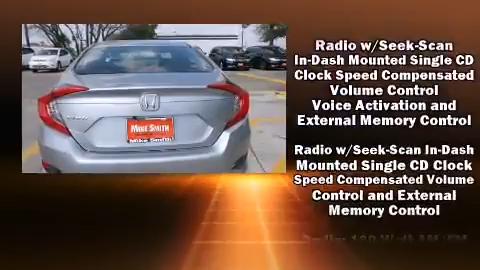 Radio w/Seek-Scan
In-Dash Mounted Single CD
Clock Speed Compensated
Volume Control
Voice Activation and
External Memory Control
Radio w/Seek-Scan In-Dash
Mounted Single CD Clock
Speed Compensated Volume
Control and External
Memory Control
MIKE SMITH
Mike Smith